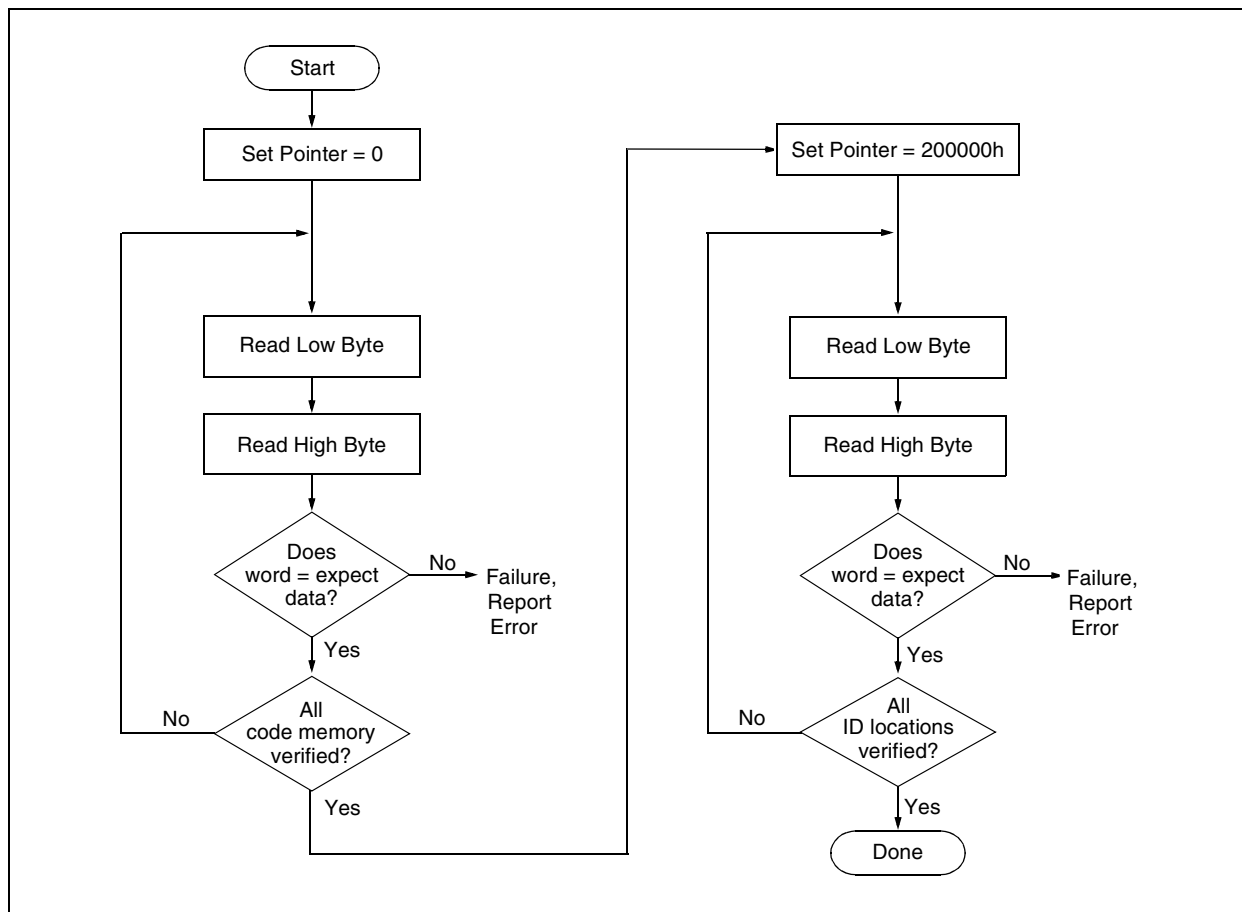 Start
Set Pointer = 0
Read Low Byte
Read High Byte
Does
word = expect
data?
No
Failure,
Report
Error
Yes
All
code memory
verified?
No
Yes
Set Pointer = 200000h
Read Low Byte
Read High Byte
Does
word = expect
data?
No
Failure,
Report
Error
Yes
All
ID locations
verified?
No
Yes
Done